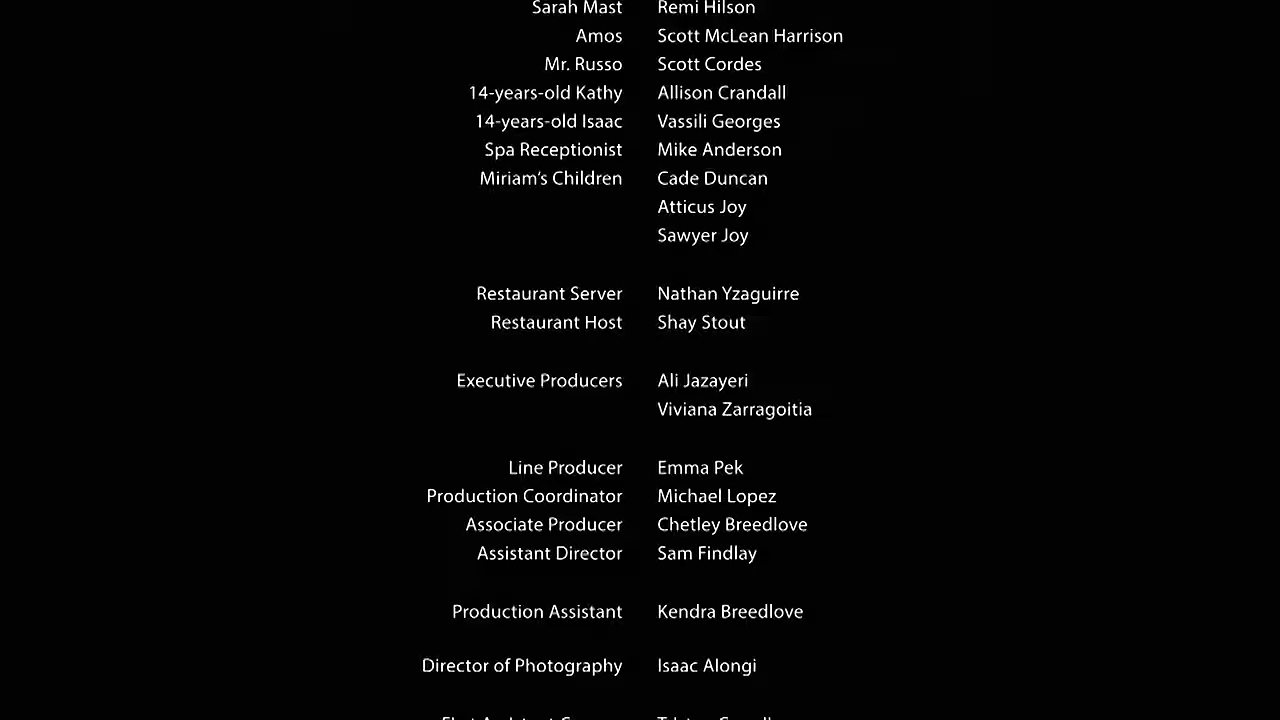 Sarah Mast Remi Hilson
Amos Scott McLean Harrison
Mr. Russo Scott Cordes
14-years-old Kathy Allison Crandall
14-years-old Isaac Vassili Georges
Spa Receptionist Mike Anderson
Miriam's Children Cade Duncan
Atticus Joy
Sawyer Joy
Restaurant Server Nathan Yzaguirre
Restaurant Host Shay Stout
Executive Producers Ali Jazayeri
Viviana Zarragoitia
Line Producer Emma Pek
Production Coordinator Michael Lopez
Associate Producer Chetley Breedlove
Assistant Director Sam Findlay
Production Assistant Kendra Breedlove
Director of Photography Isaac Alongi